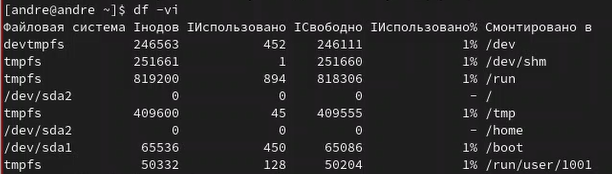 [andre@andre ~]$ df -vi
Файловая система Iнодов IИспользовано IСвободно IИспользовано% Смонтировано в
devtmpfs 246563 452 246111 1% /dev
tmpfs 251661 1 251660 1% /dev/shm
tmpfs 819200 894 818306 1% /run
/dev/sda2 0 0 0 - /
tmpfs 409600 45 409555 1% /tmp
/dev/sda2 0 0 0 - /home
/dev/sda1 65536 450 65086 1% /boot
tmpfs 50332 128 50204 1% /run/user/1001